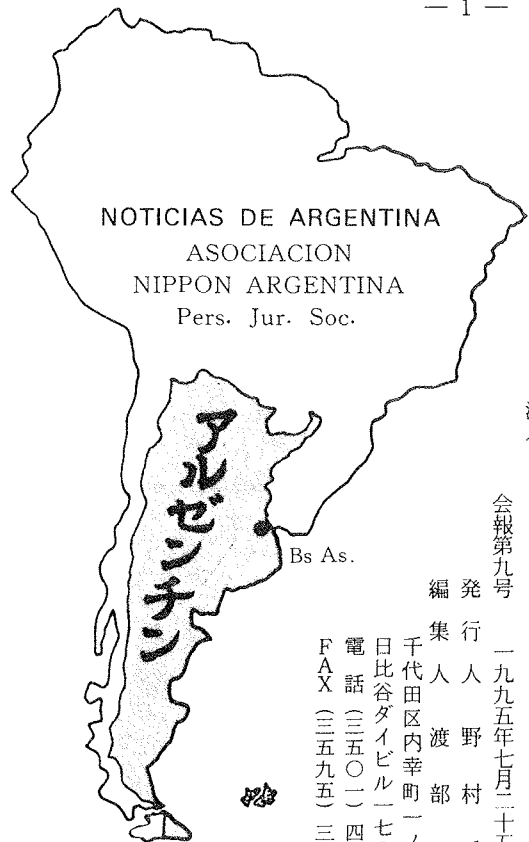 — 1 —
NOTICIAS DE ARGENTINA
ASOCIACION
NIPPON ARGENTINA
Pers. Jur. Soc.
アルゼンチン
Bs As.
会報第九号 一九九五年七月二十五
発行人 野村
編集人 渡部
千代田区内幸町一ノ
日比谷ダイビル一七
電話(三五〇一)四
FAX(三五九五)三